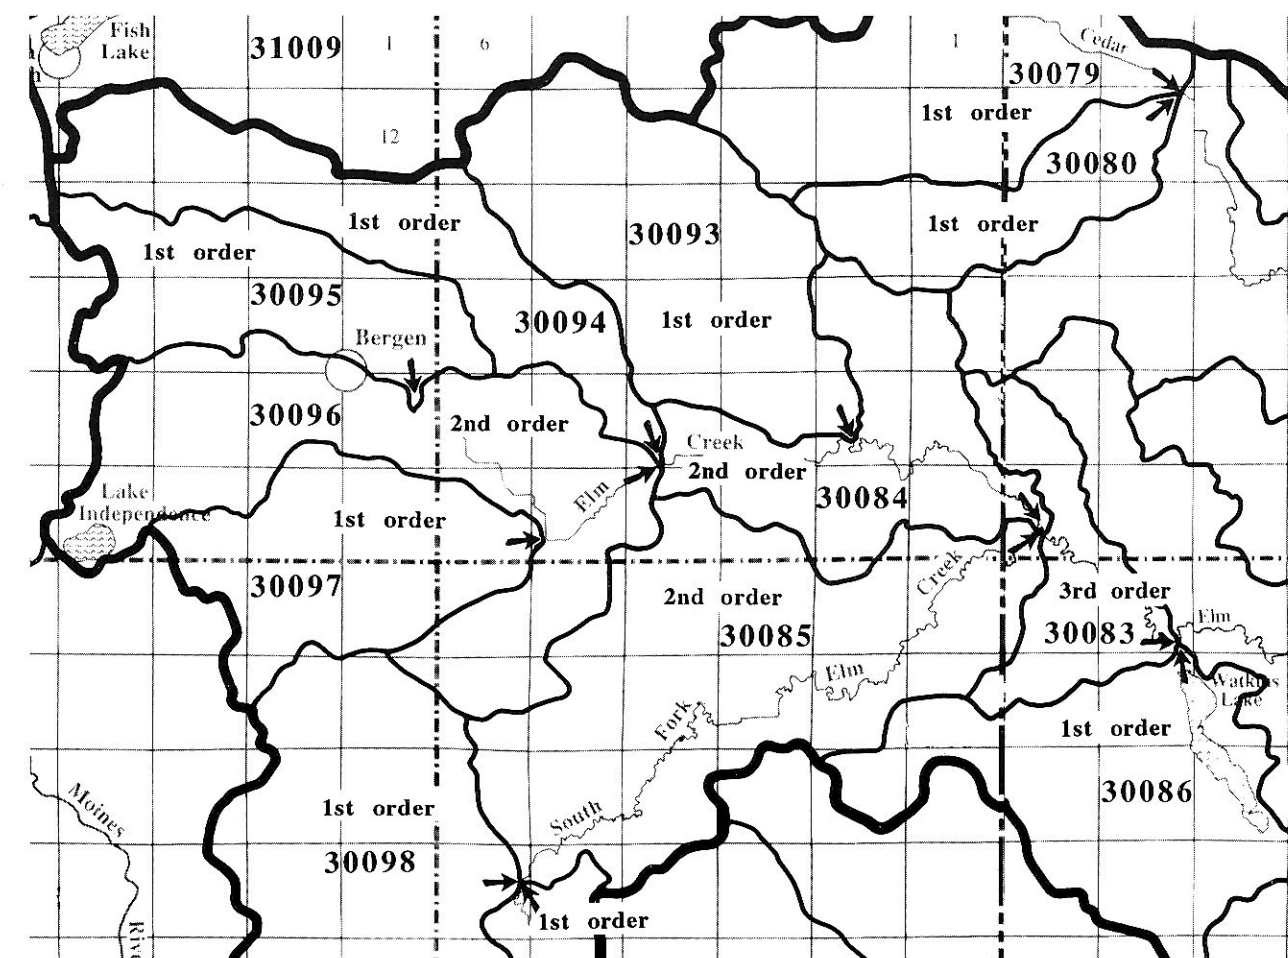 Fish
Lake
31009
1
6
1
Cedar
30079
1st order
12
30080
1st order
1st order
1st order
30093
30095
30094
1st order
Bergen
30096
2nd order
Creek
2nd order
Elm
30084
Lake
Independence
1st order
30097
Creek
2nd order
30085
3rd order
30083
Elm
Elm
Watkins
Lake
Fork
1st order
30086
Moines
1st order
South
30098
1st order